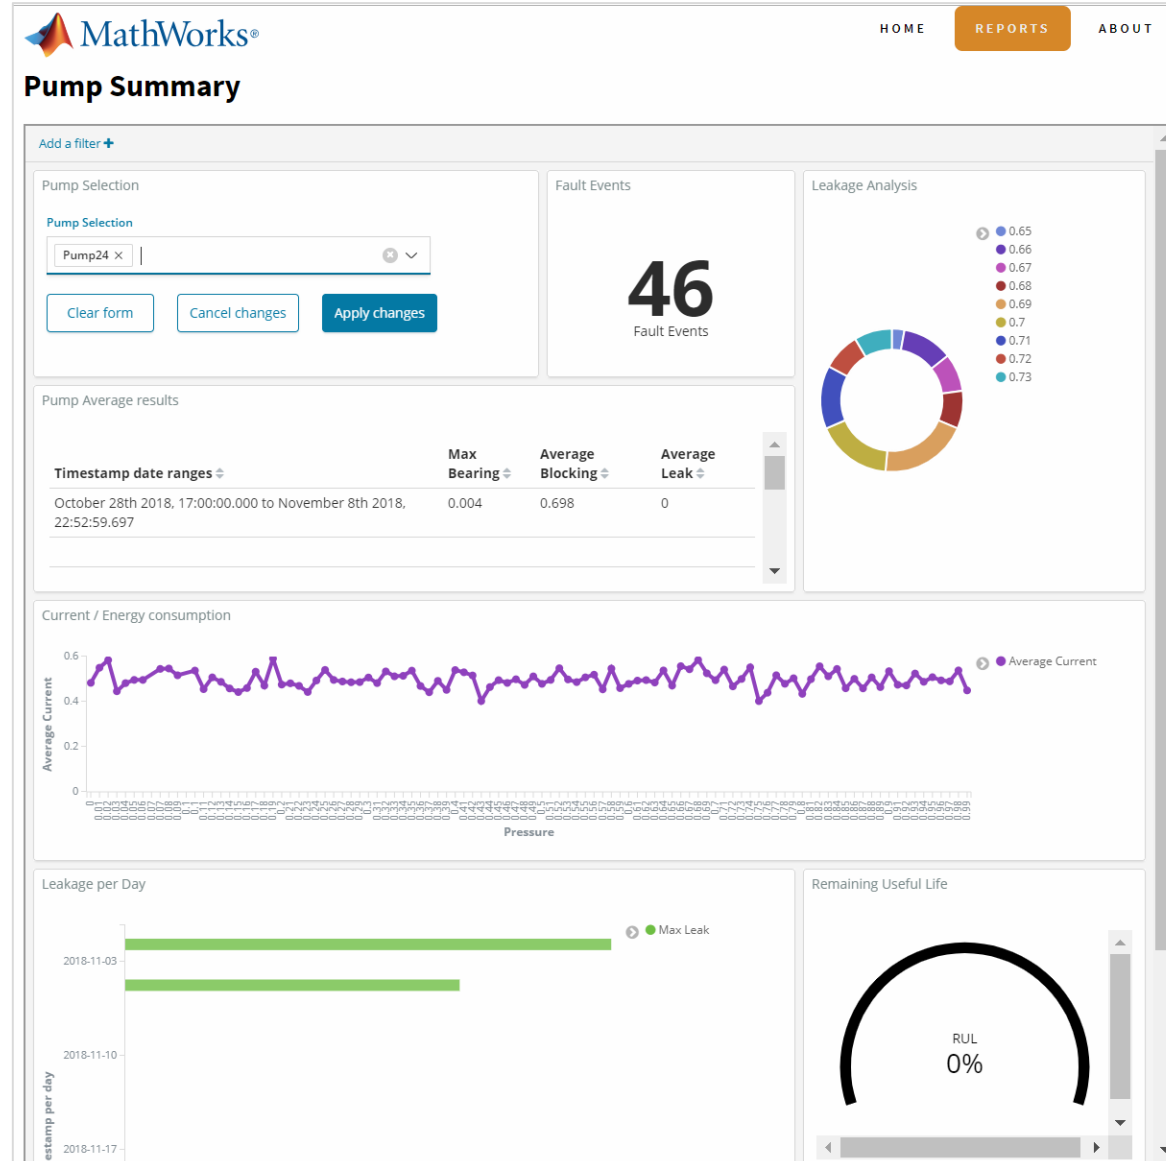 MathWorks®
HOME
REPORTS
ABOUT
Pump Summary
Add a filter +
Pump Selection
Pump Selection
Pump24 ×
Clear form
Cancel changes
Apply changes
Fault Events
46
Fault Events
Leakage Analysis
0.65
0.66
0.67
0.68
0.69
0.7
0.71
0.72
0.73
Pump Average results
Timestamp date ranges
Max Bearing
Average Blocking
Average Leak
October 28th 2018, 17:00:00.000 to November 8th 2018,
22:52:59.697
0.004
0.698
0
Current / Energy consumption
Average Current
0.6
0.4
0.2
0
Pressure
Average Current
Leakage per Day
2018-11-03
2018-11-10
2018-11-17
estamp per day
Max Leak
Remaining Useful Life
RUL
0%